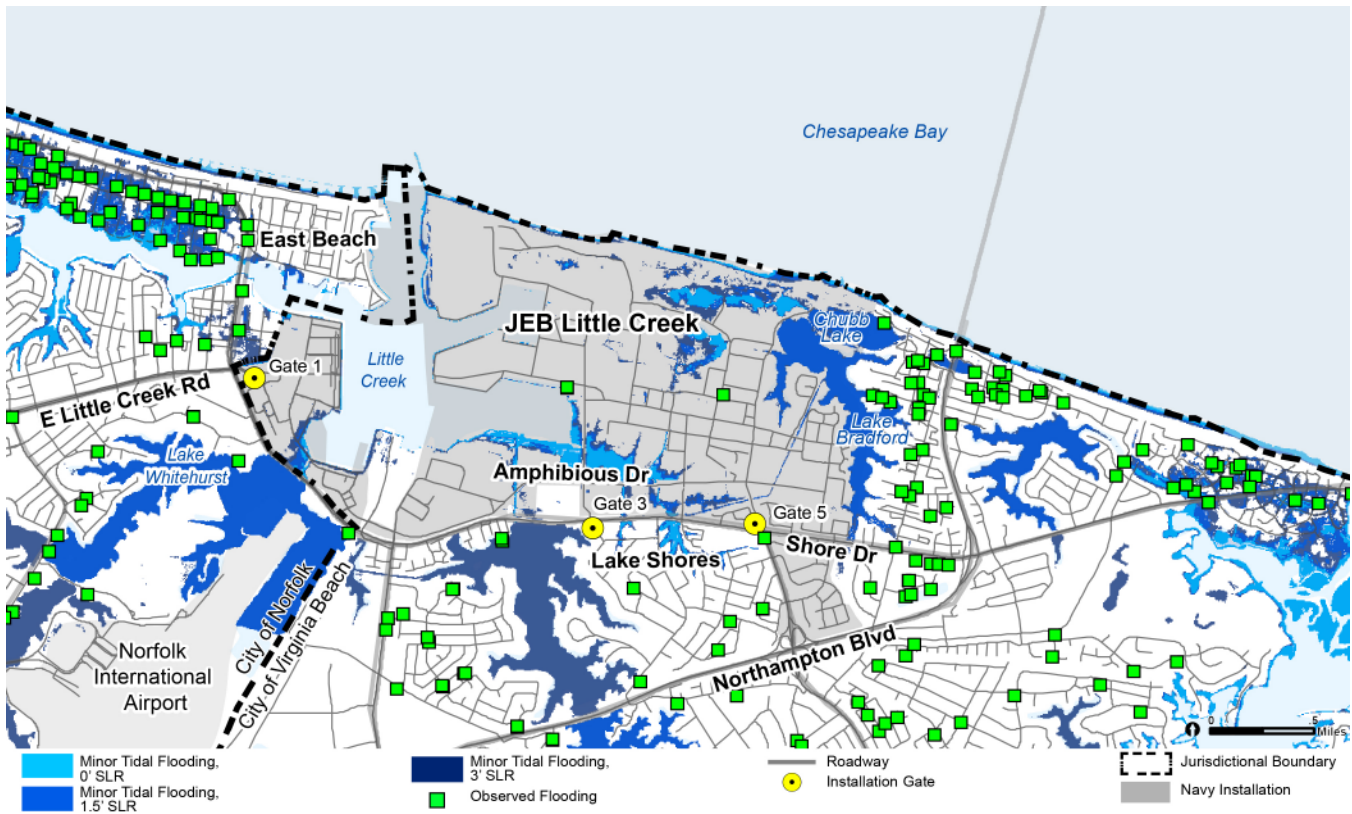 Chesapeake Bay
East Beach
JEB Little Creek
Chubb
Lake
Little
Creek
Gate 1
E Little Creek Rd
Lake
Whitehurst
Lake
Bradford
Amphibious Dr
Gate 3
Gate 5
Lake Shores
Shore Dr
City of Norfolk
City of Virginia Beach
Norfolk
International
Airport
Northampton Blvd
0 .5
Miles
Minor Tidal Flooding,
0' SLR
Minor Tidal Flooding,
1.5' SLR
Minor Tidal Flooding,
3' SLR
Observed Flooding
Roadway
Installation Gate
Jurisdictional Boundary
Navy Installation